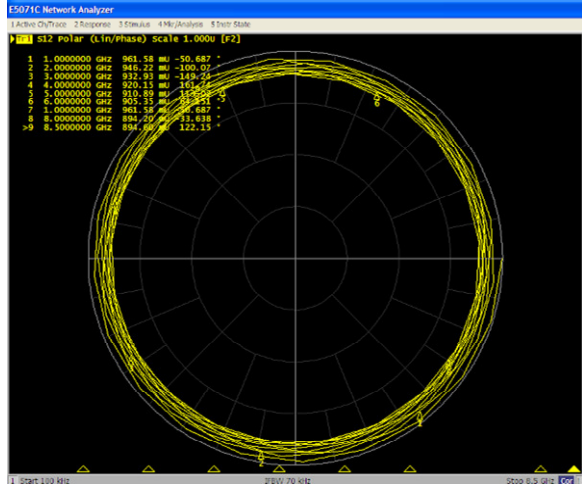 E5071C Network Analyzer
1 Active Ch/Trace 2 Response 3 Stimulus 4 Mkr/Analysis 5 Instr State
Tr1 S12 Polar (Lin/Phase) Scale 1.000U [F2]
1 1.0000000 GHz 961.58 mU -50.687 °
2 2.0000000 GHz 946.22 mU -100.07 °
3 3.0000000 GHz 932.93 mU -149.24 °
4 4.0000000 GHz 920.15 mU
5 5.0000000 GHz 910.89 mU
6 6.0000000 GHz 905.35 mU
7 1.0000000 GHz 961.58 mU -50.687 °
8 8.0000000 GHz 894.20 mU -33.638 °
>9 8.5000000 GHz 894.60 mU 122.15 °
1 Start 100 kHz IFBW 70 kHz Stop 8.5 GHz Cor